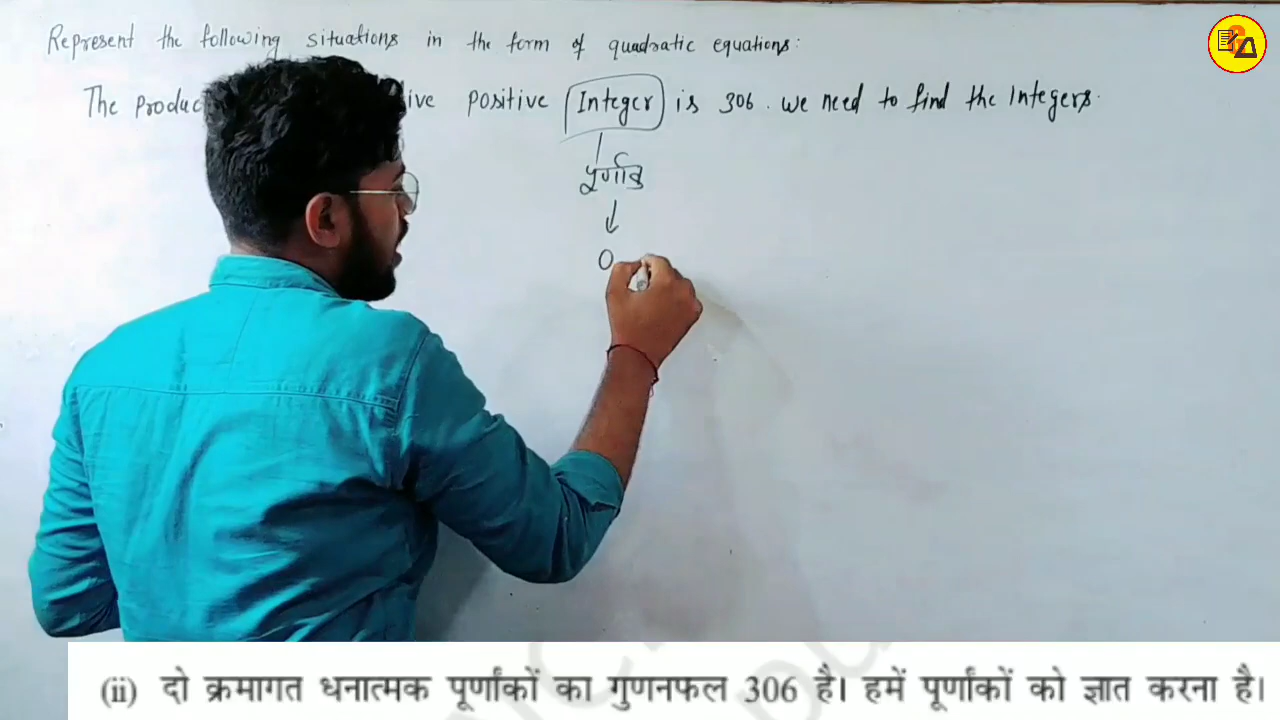 Represent the following situations in the form of quadratic equations:
The produc ive positive Integer is 306. we need to find the Integers.
पूर्णांक
0
(ii) दो क्रमागत धनात्मक पूर्णांकों का गुणनफल 306 है। हमें पूर्णांकों को ज्ञात करना है।